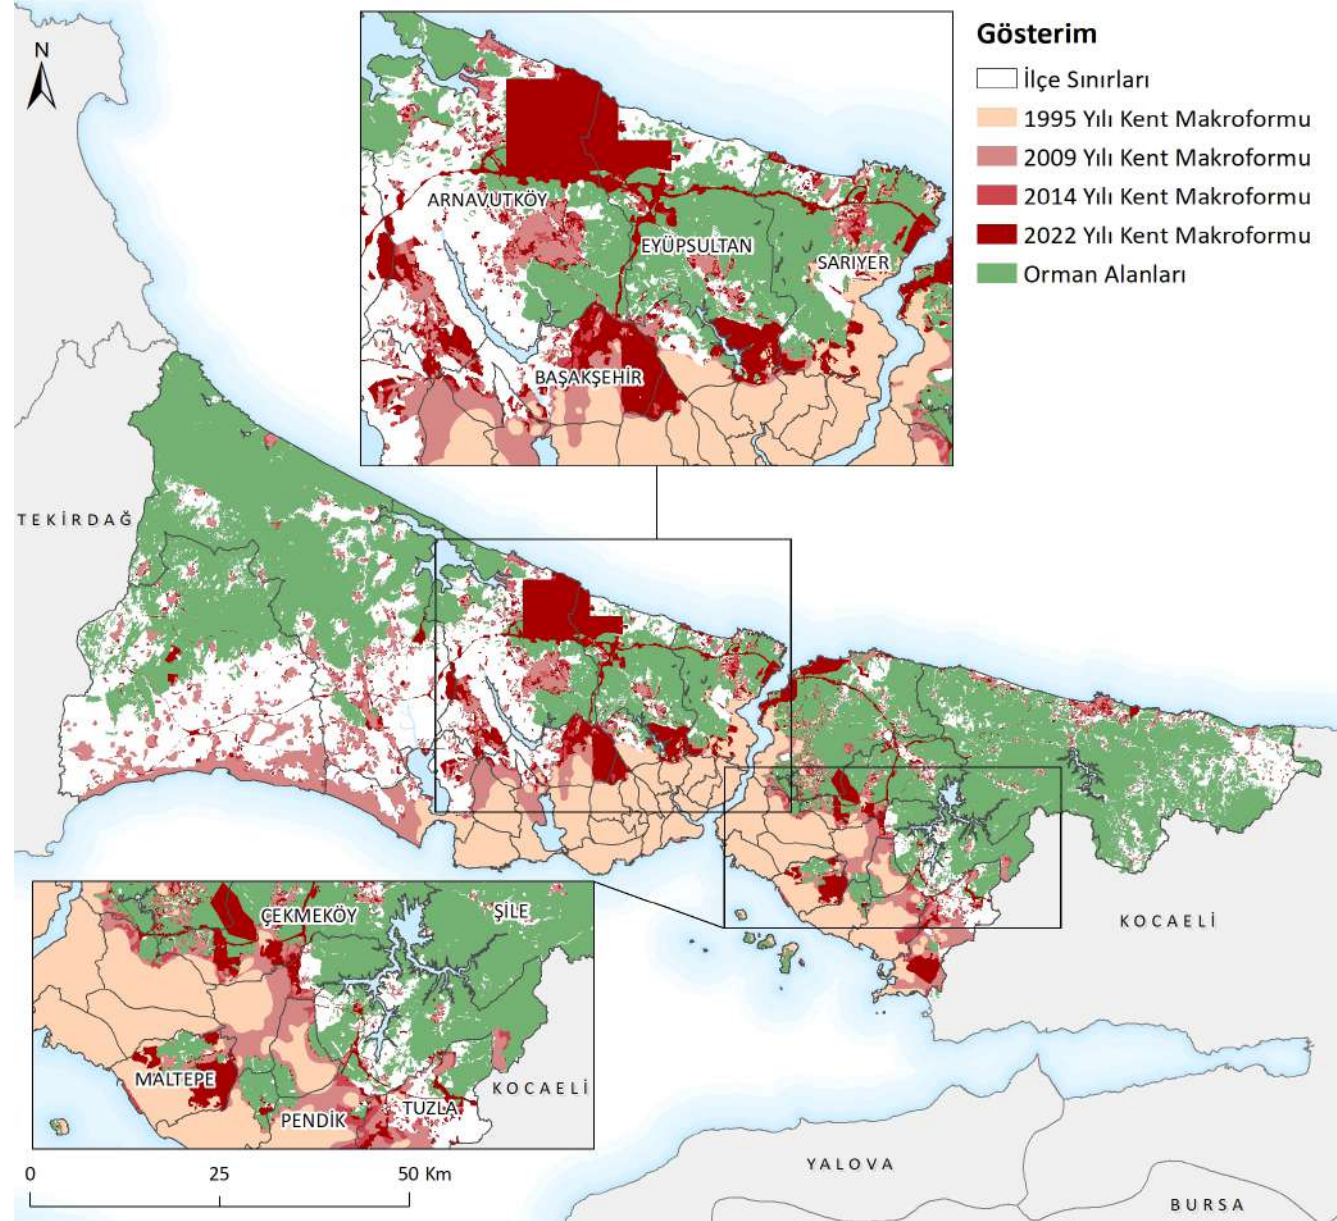 Gösterim
İlçe Sınırları
1995 Yılı Kent Makroformu
2009 Yılı Kent Makroformu
2014 Yılı Kent Makroformu
2022 Yılı Kent Makroformu
Orman Alanları
N
ARNAVUTKÖY
EYÜPSULTAN
SARIYER
BAŞAKŞEHİR
TEKİRDAĞ
KOCAELİ
ÇEKMEKÖY
ŞİLE
MALTEPE
KOCAELİ
TUZLA
PENDİK
YALOVA
BURSA
0 25 50 Km